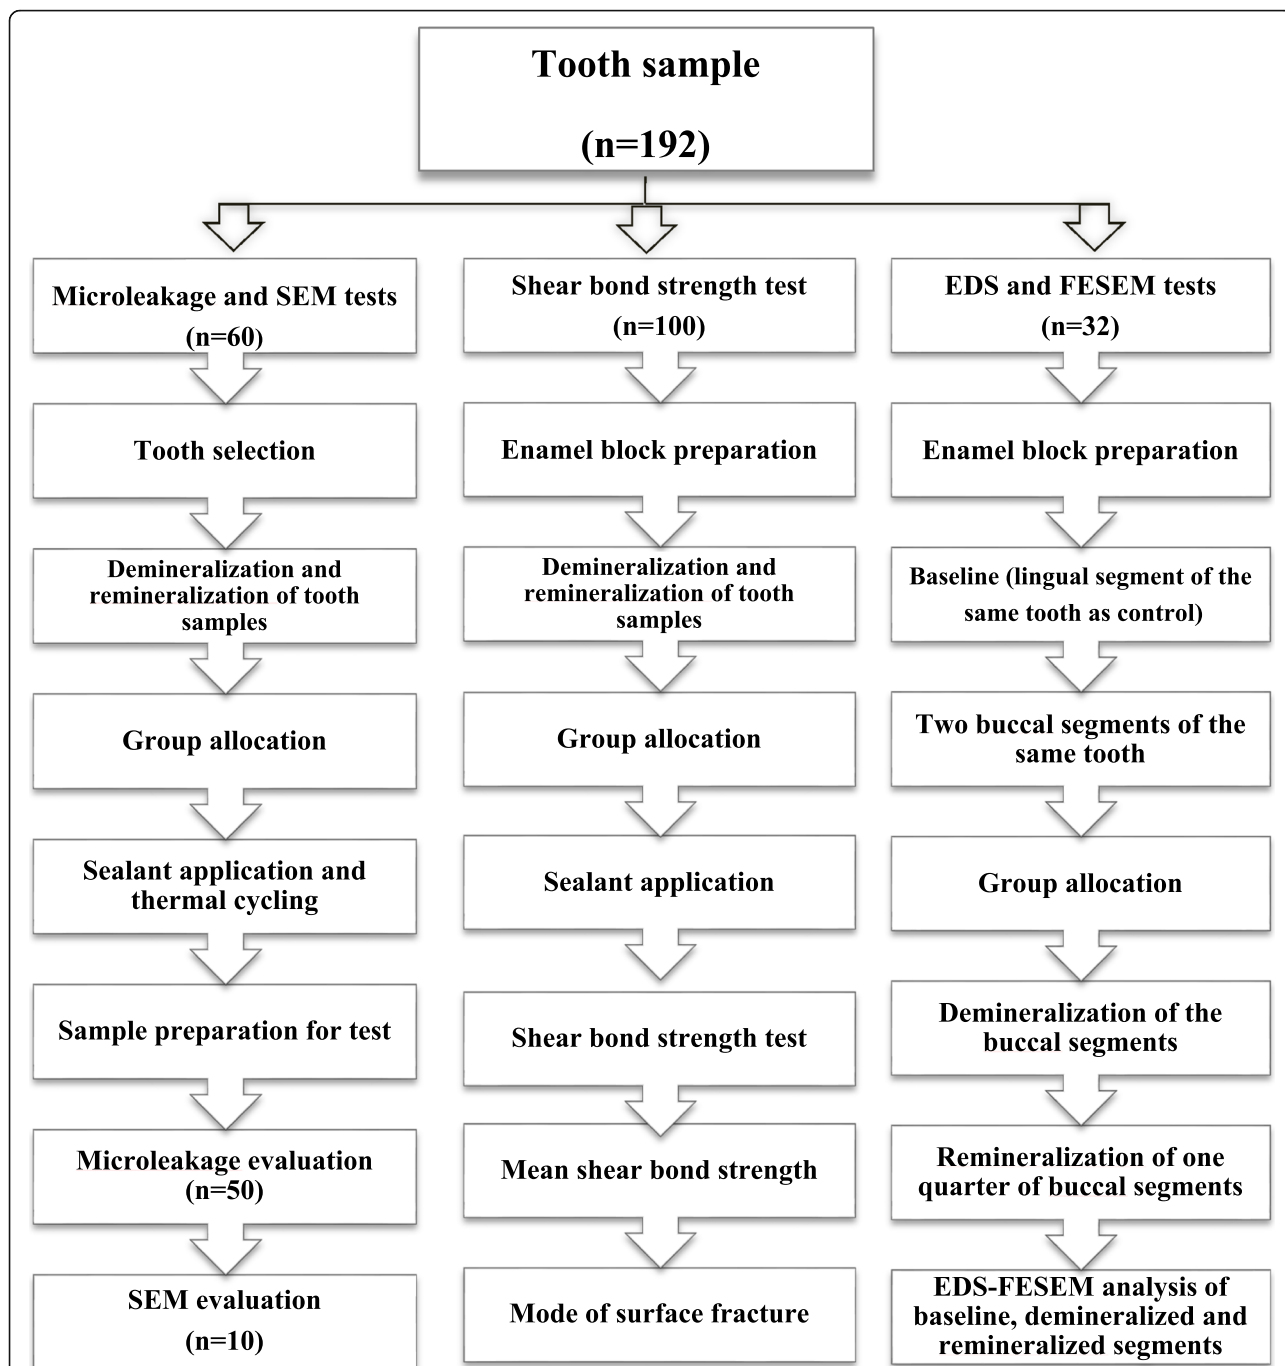 Tooth sample
(n=192)
Microleakage and SEM tests
(n=60)
Tooth selection
Demineralization and
remineralization of tooth
samples
Group allocation
Sealant application and
thermal cycling
Sample preparation for test
Microleakage evaluation
(n=50)
SEM evaluation
(n=10)
Shear bond strength test
(n=100)
Enamel block preparation
Demineralization and
remineralization of tooth
samples
Group allocation
Sealant application
Shear bond strength test
Mean shear bond strength
Mode of surface fracture
EDS and FESEM tests
(n=32)
Enamel block preparation
Baseline (lingual segment of the
same tooth as control)
Two buccal segments of the
same tooth
Group allocation
Demineralization of the
buccal segments
Remineralization of one
quarter of buccal segments
EDS-FESEM analysis of
baseline, demineralized and
remineralized segments